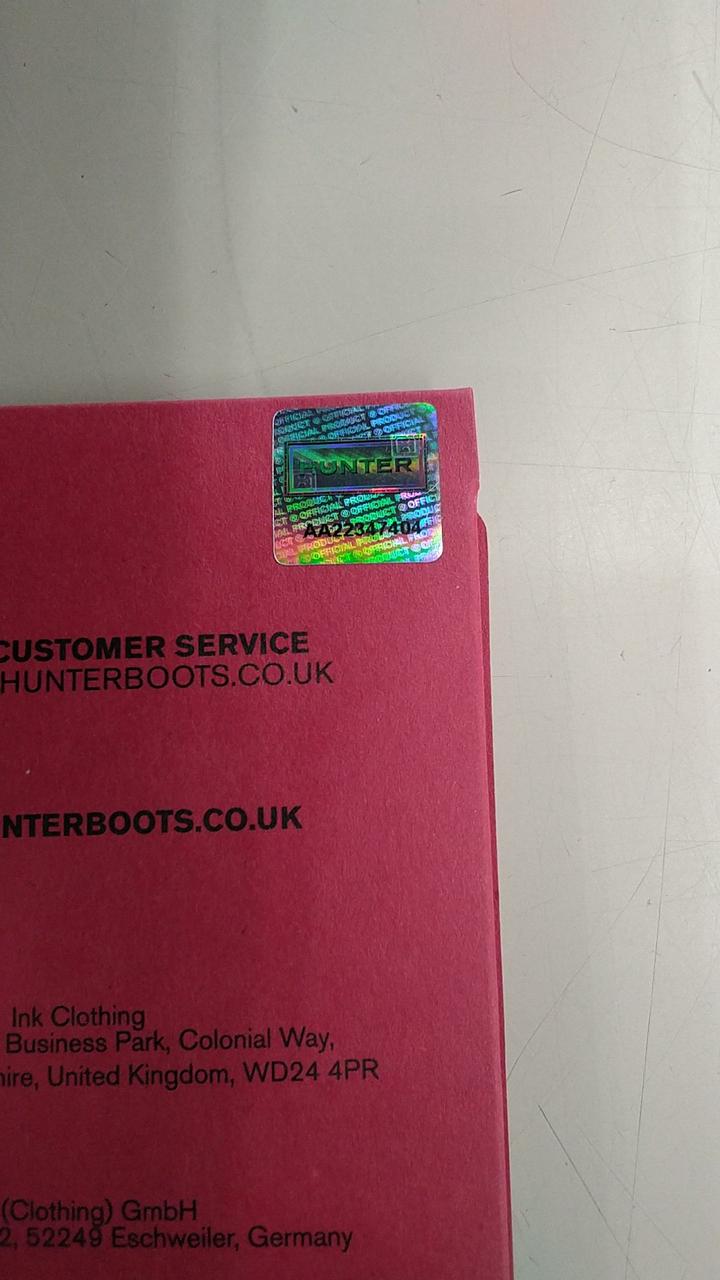 HUNTER
AA22347404
CUSTOMER SERVICE
HUNTERBOOTS.CO.UK
NTERBOOTS.CO.UK
Ink Clothing
Business Park, Colonial Way,
hire, United Kingdom, WD24 4PR
(Clothing) GmbH
2, 52249 Eschweiler, Germany